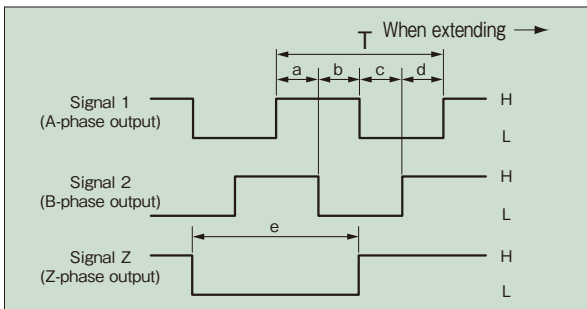 When extending
T
a b c d
Signal 1
(A-phase output)
H
L
Signal 2
(B-phase output)
H
L
e
Signal Z
(Z-phase output)
H
L